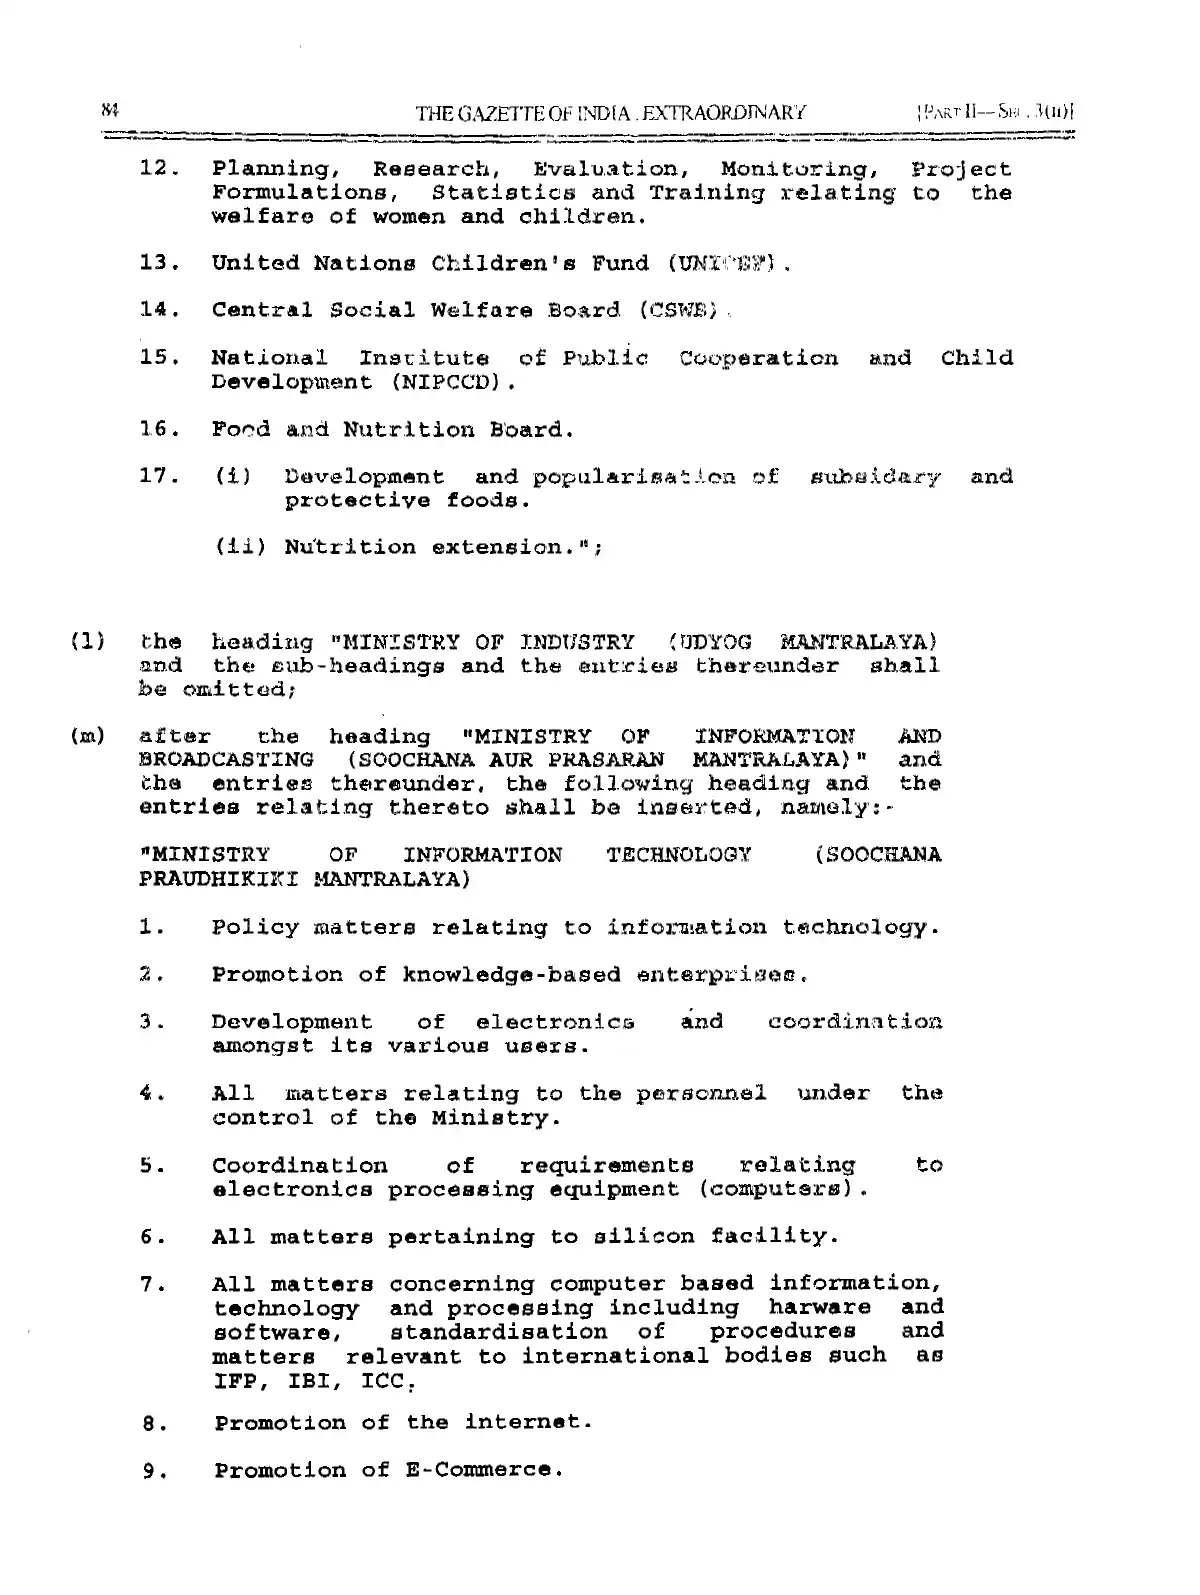 84 THE GAZETTE OF INDIA : EXTRAORDINARY [PART II—SEC. 3(ii)]
12. Planning, Research, Evaluation, Monitoring, Project
Formulations, Statistics and Training relating to the
welfare of women and children.
13. United Nations Children's Fund (UNICEF).
14. Central Social Welfare Board (CSWB).
15. National Institute of Public Cooperation and Child
Development (NIPCCD).
16. Food and Nutrition Board.
17. (i) Development and popularisation of subsidary and
protective foods.
(ii) Nutrition extension.";
(l) the heading "MINISTRY OF INDUSTRY (UDYOG MANTRALAYA)
and the sub-headings and the entries thereunder shall
be omitted;
(m) after the heading "MINISTRY OF INFORMATION AND
BROADCASTING (SOOCHANA AUR PRASARAN MANTRALAYA)" and
the entries thereunder, the following heading and the
entries relating thereto shall be inserted, namely:-
"MINISTRY OF INFORMATION TECHNOLOGY (SOOCHANA
PRAUDHIKIKI MANTRALAYA)
1. Policy matters relating to information technology.
2. Promotion of knowledge-based enterprises.
3. Development of electronics and coordination
amongst its various users.
4. All matters relating to the personnel under the
control of the Ministry.
5. Coordination of requirements relating to
electronics processing equipment (computers).
6. All matters pertaining to silicon facility.
7. All matters concerning computer based information,
technology and processing including harware and
software, standardisation of procedures and
matters relevant to international bodies such as
IFP, IBI, ICC.
8. Promotion of the internet.
9. Promotion of E-Commerce.